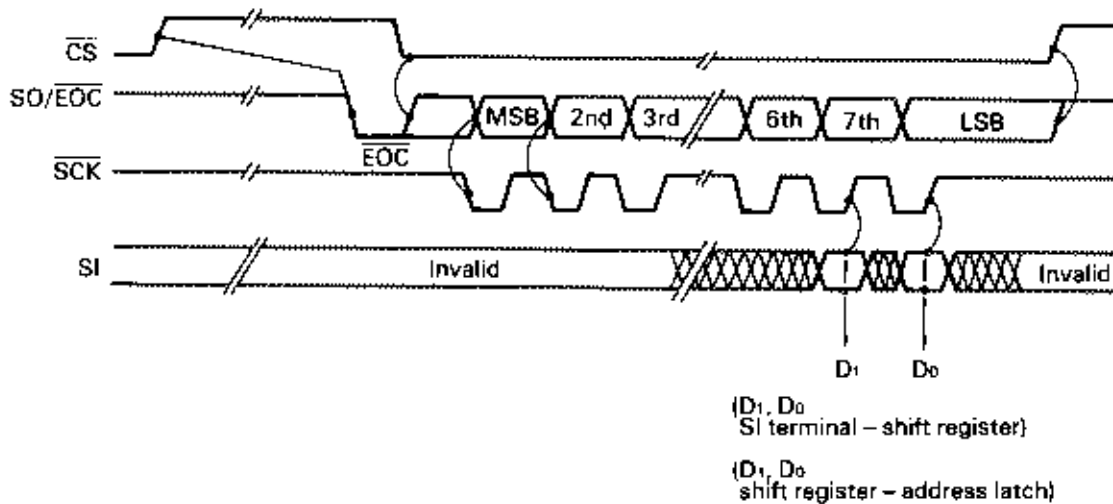 CS
SO/EOC
MSB 2nd 3rd 6th 7th LSB
EOC
SCK
SI Invalid Invalid
D1 D0
(D1, D0
SI terminal – shift register)
(D1, D0
shift register – address latch)